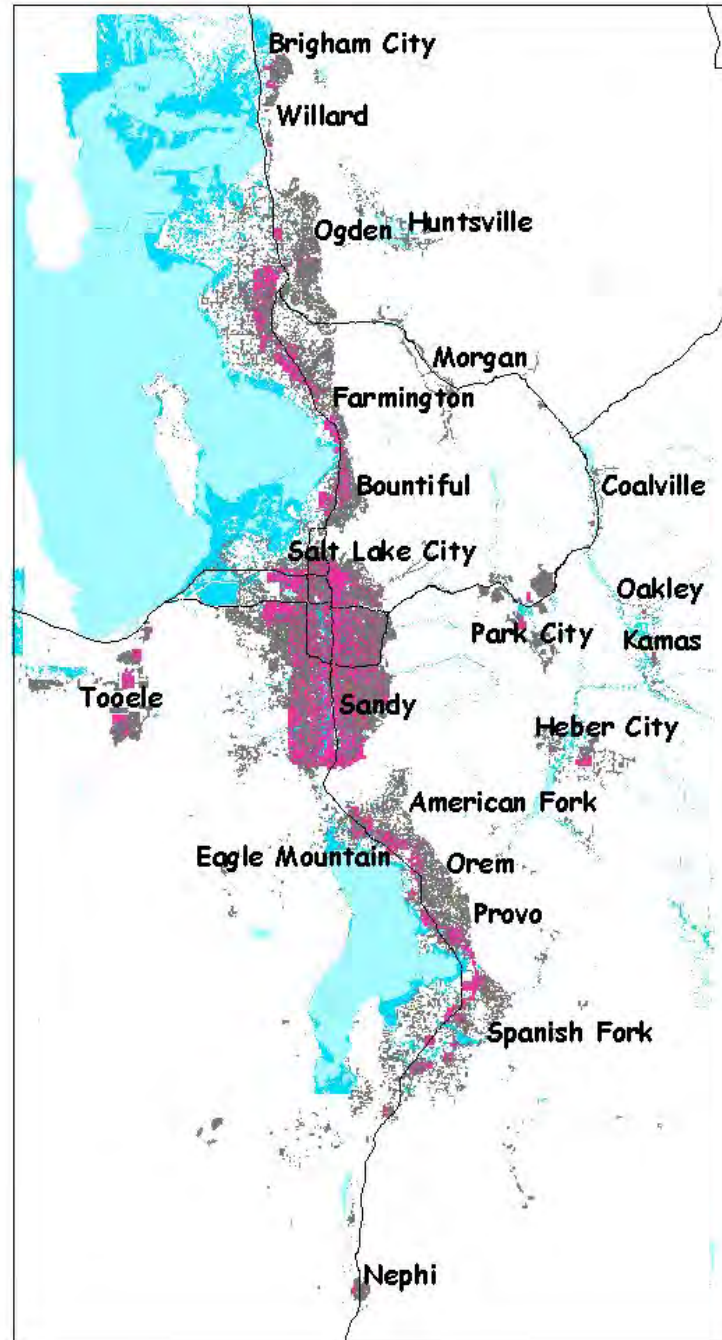 Brigham City
Willard
Ogden
Huntsville
Morgan
Farmington
Bountiful
Coalville
Salt Lake City
Oakley
Park City
Kamas
Tooele
Sandy
Heber City
American Fork
Eagle Mountain
Orem
Provo
Spanish Fork
Nephi